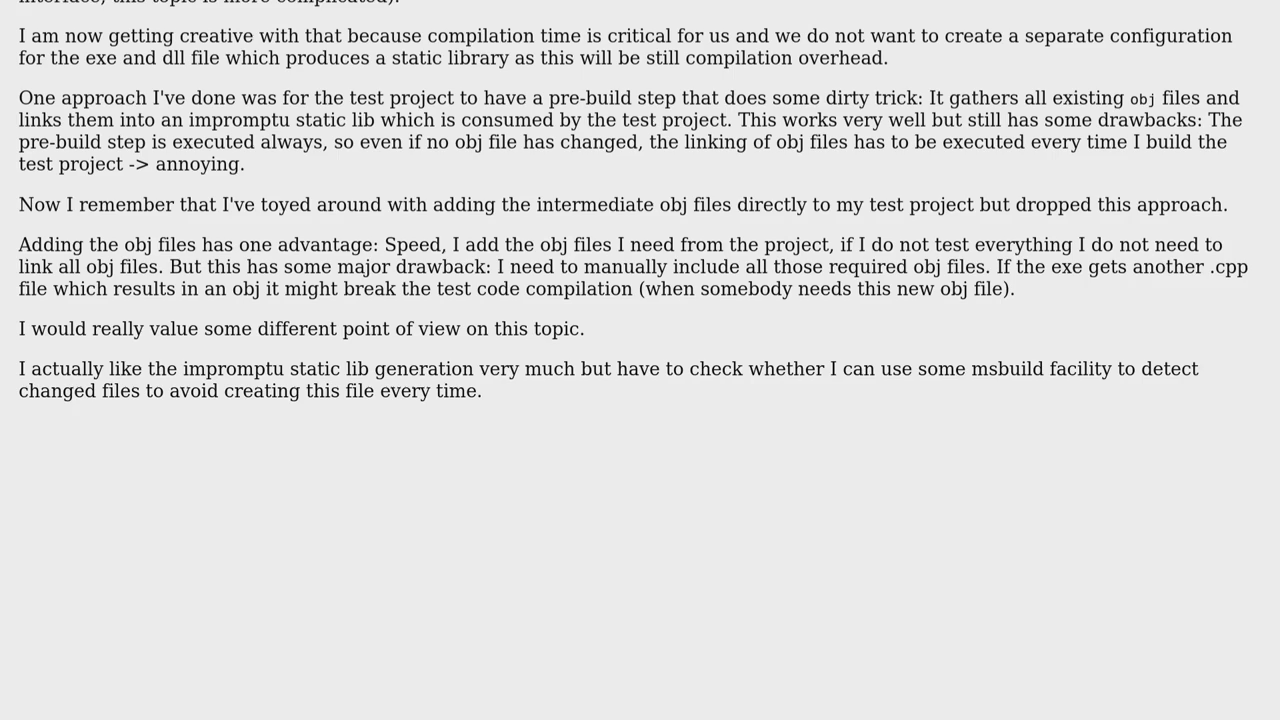 interface, this topic is more complicated).
I am now getting creative with that because compilation time is critical for us and we do not want to create a separate configuration
for the exe and dll file which produces a static library as this will be still compilation overhead.
One approach I've done was for the test project to have a pre-build step that does some dirty trick: It gathers all existing obj files and
links them into an impromptu static lib which is consumed by the test project. This works very well but still has some drawbacks: The
pre-build step is executed always, so even if no obj file has changed, the linking of obj files has to be executed every time I build the
test project -> annoying.
Now I remember that I've toyed around with adding the intermediate obj files directly to my test project but dropped this approach.
Adding the obj files has one advantage: Speed, I add the obj files I need from the project, if I do not test everything I do not need to
link all obj files. But this has some major drawback: I need to manually include all those required obj files. If the exe gets another .cpp
file which results in an obj it might break the test code compilation (when somebody needs this new obj file).
I would really value some different point of view on this topic.
I actually like the impromptu static lib generation very much but have to check whether I can use some msbuild facility to detect
changed files to avoid creating this file every time.